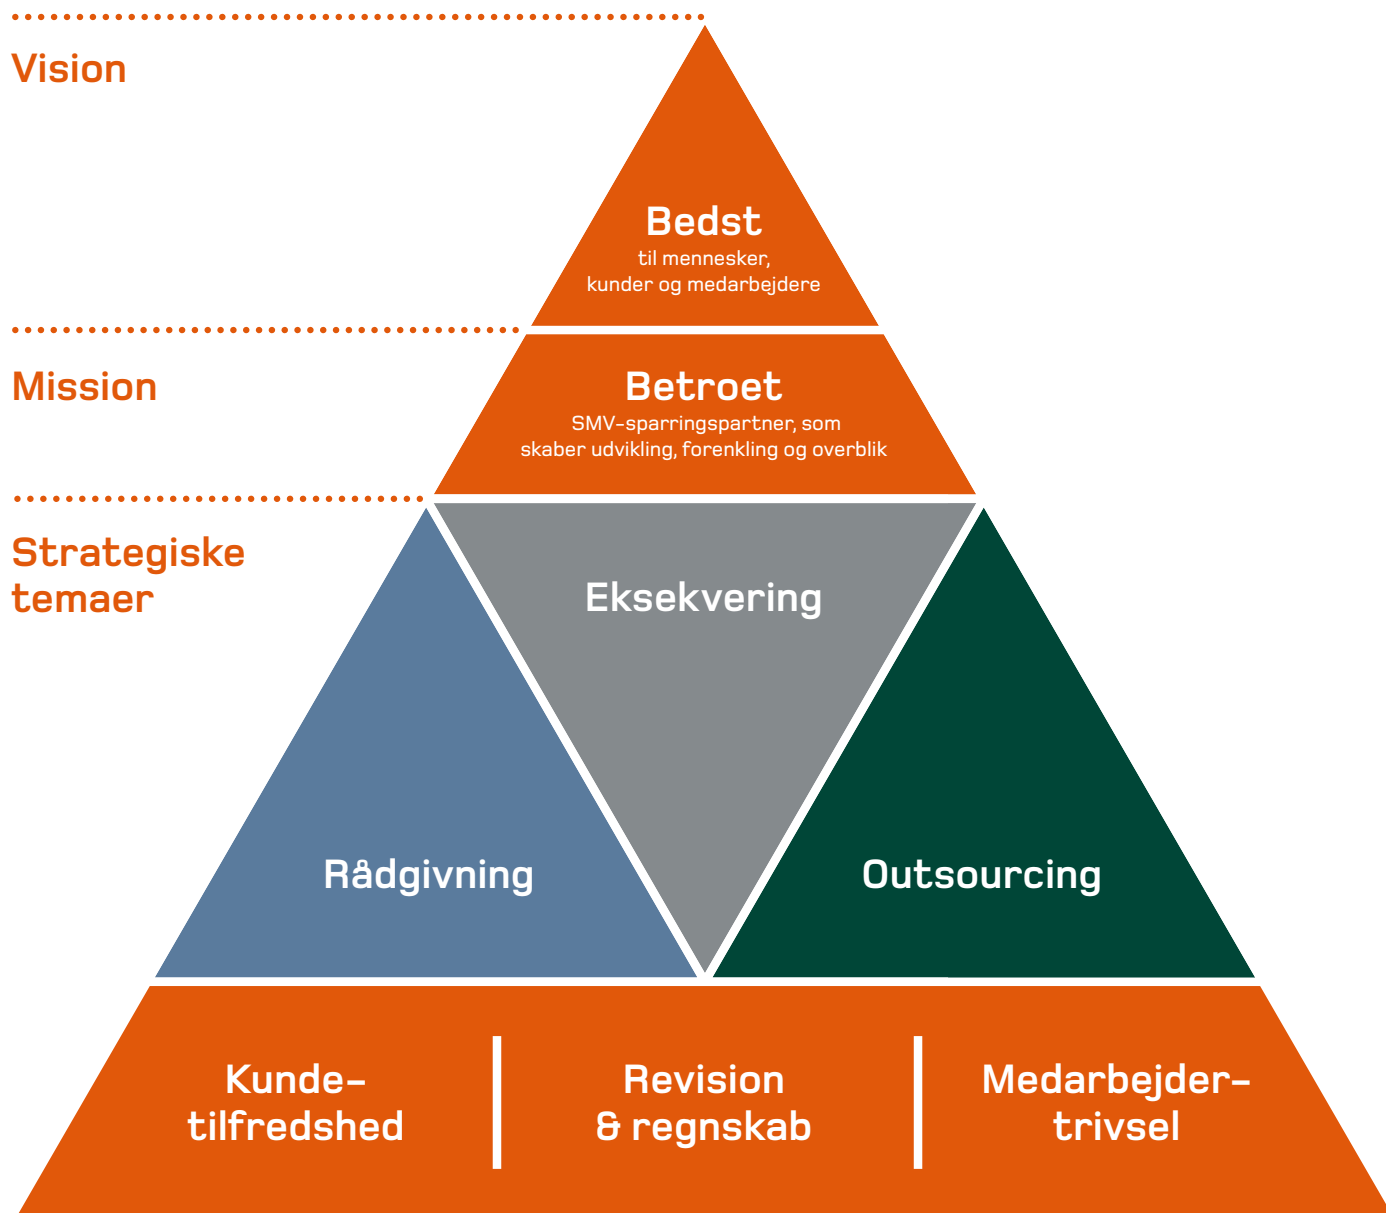 Vision
Bedst
til mennesker,
kunder og medarbejdere
Mission
Betroet
SMV-sparringspartner, som
skaber udvikling, forenkling og overblik
Strategiske
temaer
Eksekvering
Rådgivning
Outsourcing
Kunde-
tilfredshed
Revision
& regnskab
Medarbejder-
trivsel